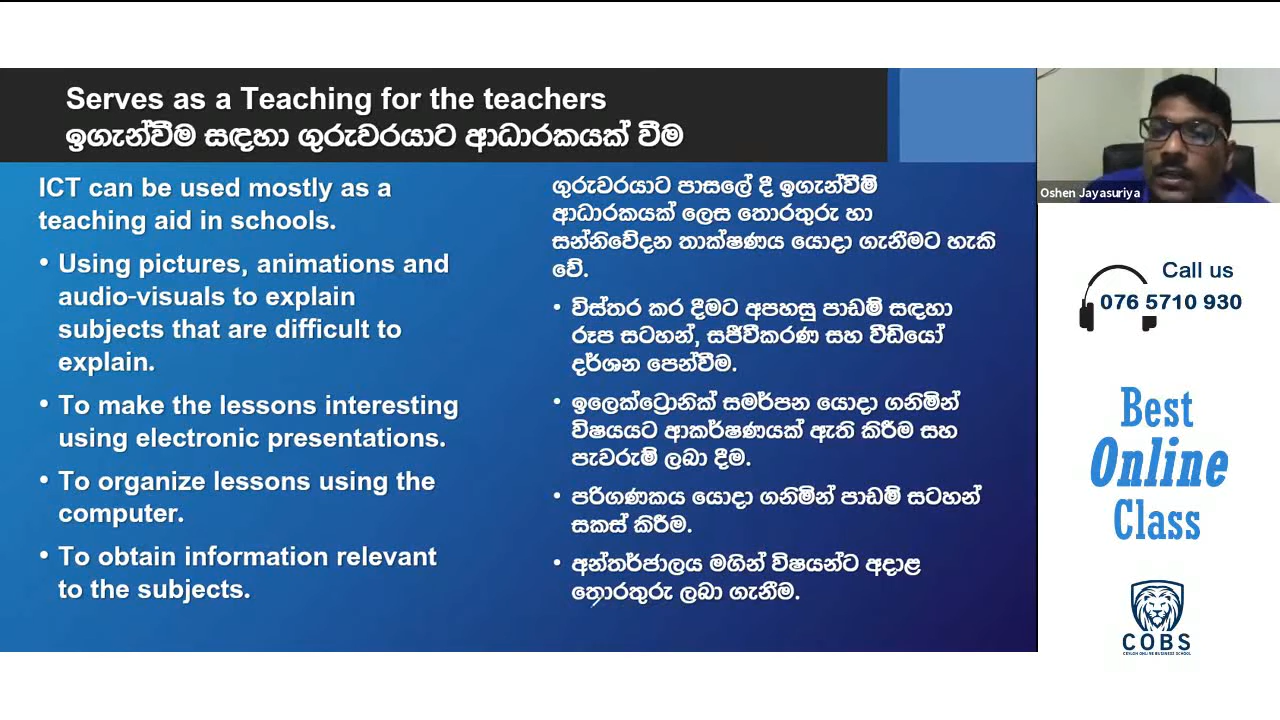 Serves as a Teaching for the teachers
ඉගැන්වීම සඳහා ගුරුවරයාට ආධාරකයක් වීම
ICT can be used mostly as a
teaching aid in schools.
• Using pictures, animations and
audio-visuals to explain
subjects that are difficult to
explain.
• To make the lessons interesting
using electronic presentations.
• To organize lessons using the
computer.
• To obtain information relevant
to the subjects.
ගුරුවරයාට පාසලේ දී ඉගැන්වීම්
ආධාරකයක් ලෙස තොරතුරු හා
සන්නිවේදන තාක්ෂණය යොදා ගැනීමට හැකි
වේ.
• විස්තර කර දීමට අපහසු පාඩම් සඳහා
රූප සටහන්, සජීවීකරණ සහ වීඩියෝ
දර්ශන පෙන්වීම.
• ඉලෙක්ට්‍රොනික් සමර්පන යොදා ගනිමින්
විෂයයට ආකර්ෂණයක් ඇති කිරීම සහ
පැවරුම් ලබා දීම.
• පරිගණකය යොදා ගනිමින් පාඩම් සටහන්
සකස් කිරීම.
• අන්තර්ජාලය මගින් විෂයන්ට අදාළ
තොරතුරු ලබා ගැනීම.
Oshen Jayasuriya
Call us
076 5710 930
Best
Online
Class
COBS
CEYLON ONLINE BUSINESS SCHOOL